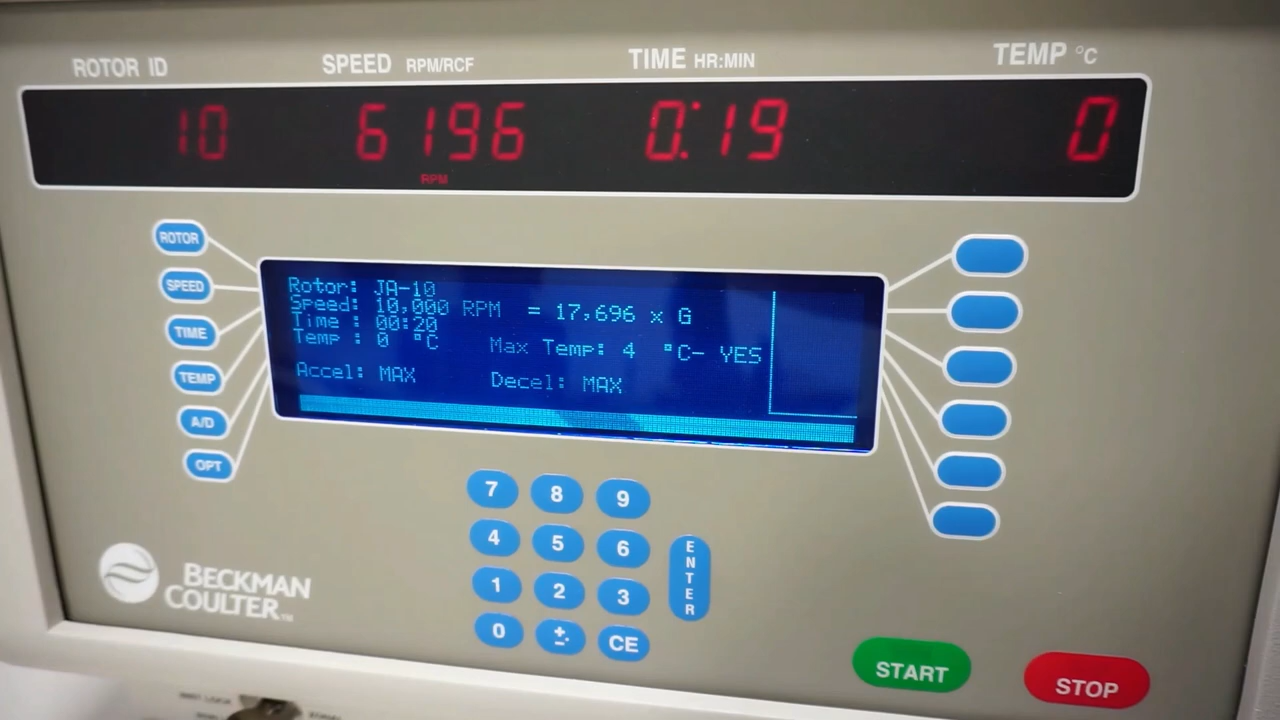 ROTOR ID SPEED RPM/RCF TIME HR:MIN TEMP °C
10 6196 0:19 0
RPM
ROTOR
SPEED
TIME
TEMP
A/D
OPT
Rotor: JA-10
Speed: 10,000 RPM = 17,696 x G
Time : 00:20
Temp : 0 °C Max Temp: 4 °C- YES
Accel: MAX Decel: MAX
7 8 9
4 5 6
1 2 3
0 +-. CE
ENTER
BECKMAN
COULTER™
START STOP